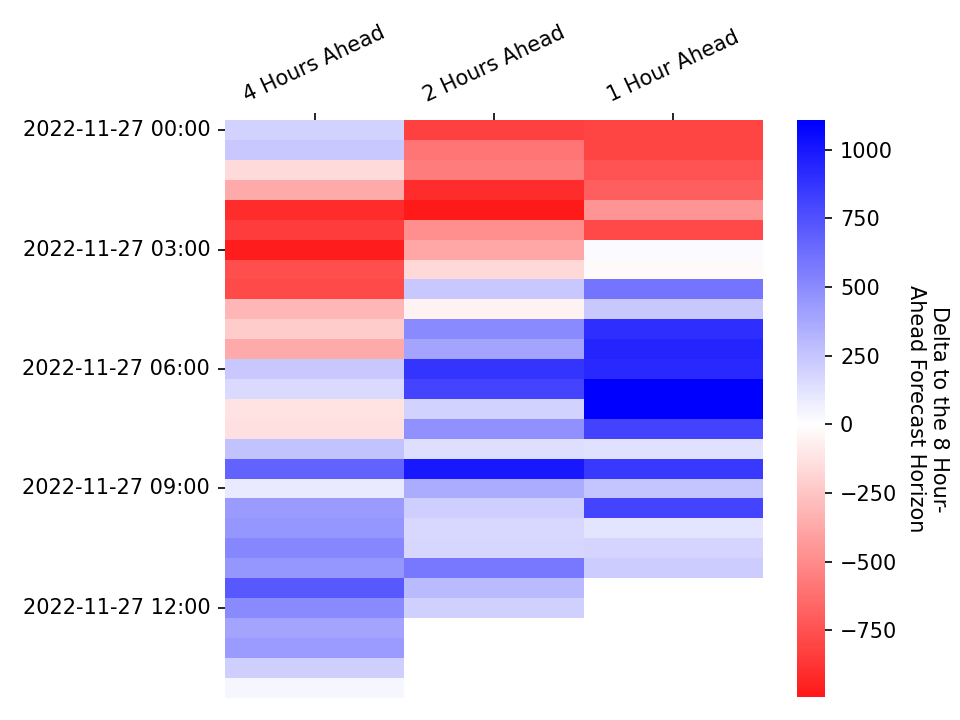 4 Hours Ahead
2 Hours Ahead
1 Hour Ahead
2022-11-27 00:00
2022-11-27 03:00
2022-11-27 06:00
2022-11-27 09:00
2022-11-27 12:00
1000
750
500
250
0
−250
−500
−750
Delta to the 8 Hour-
Ahead Forecast Horizon